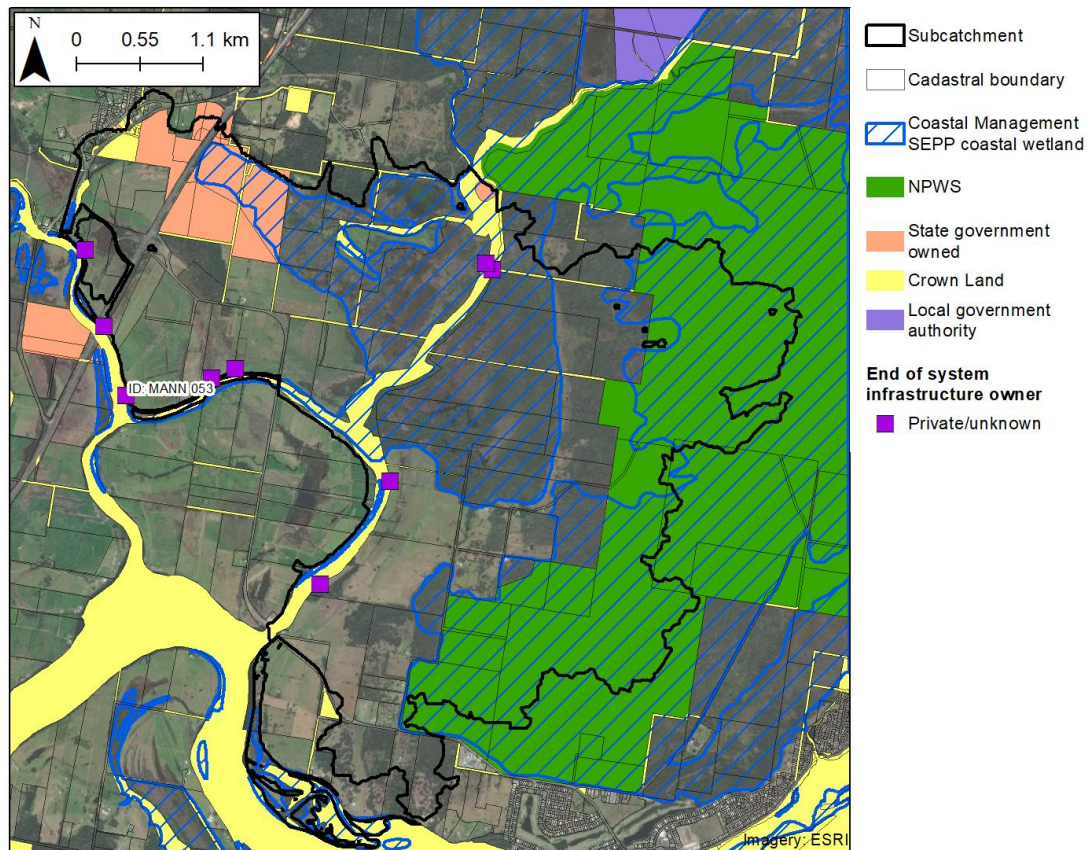 N
0 0.55 1.1 km
ID: MANN 053
Imagery: ESRI
Subcatchment
Cadastral boundary
Coastal Management
SEPP coastal wetland
NPWS
State government
owned
Crown Land
Local government
authority
End of system
infrastructure owner
Private/unknown